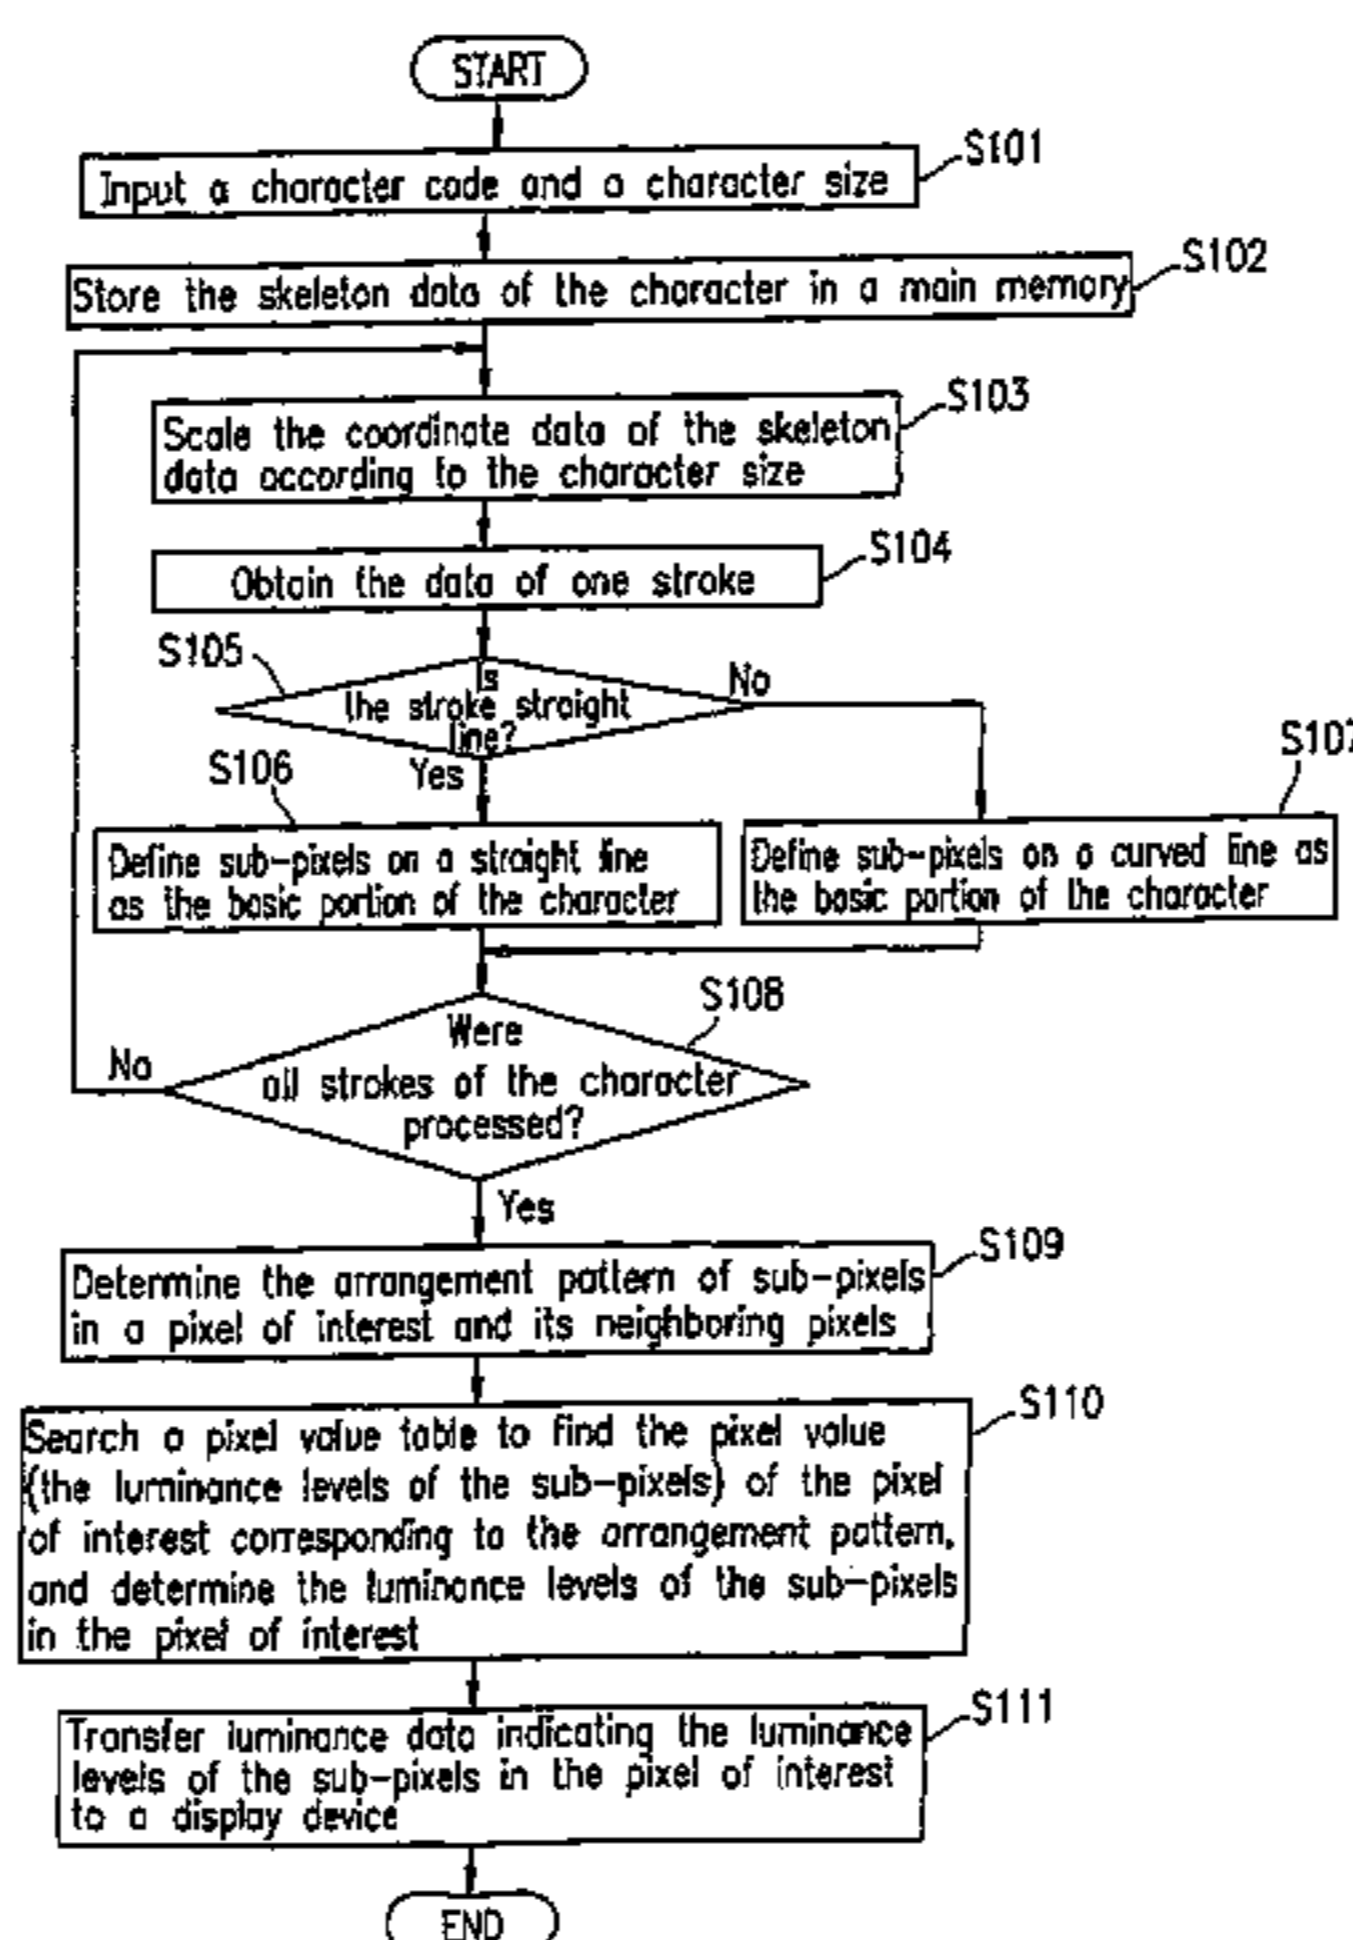 START
S101
Input a character code and a character size
S102
Store the skeleton data of the character in a main memory
S103
Scale the coordinate data of the skeleton
data according to the character size
S104
Obtain the data of one stroke
S105
Is
the stroke straight
line?
No
Yes
S106
Define sub-pixels on a straight line
as the basic portion of the character
S107
Define sub-pixels on a curved line as
the basic portion of the character
S108
Were
all strokes of the character
processed?
No
Yes
S109
Determine the arrangement pattern of sub-pixels
in a pixel of interest and its neighboring pixels
S110
Search a pixel value table to find the pixel value
(the luminance levels of the sub-pixels) of the pixel
of interest corresponding to the arrangement pattern,
and determine the luminance levels of the sub-pixels
in the pixel of interest
S111
Transfer luminance data indicating the luminance
levels of the sub-pixels in the pixel of interest
to a display device
END